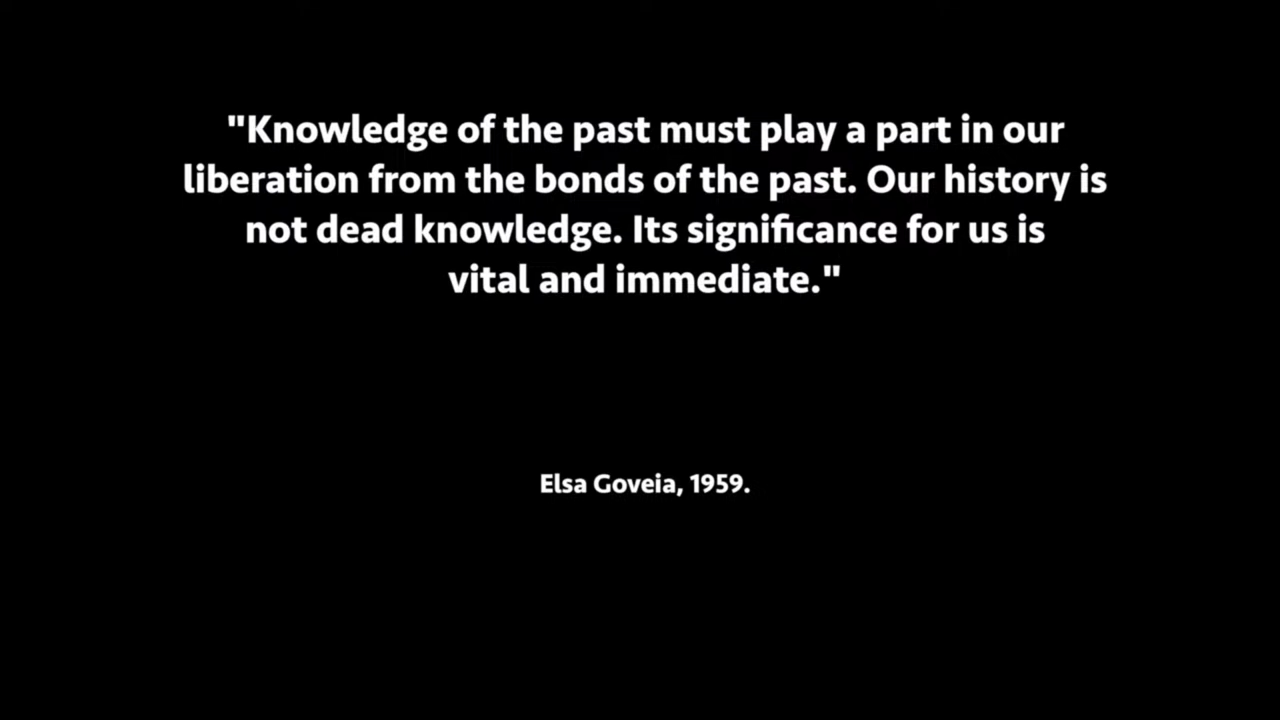 "Knowledge of the past must play a part in our
liberation from the bonds of the past. Our history is
not dead knowledge. Its significance for us is
vital and immediate."
Elsa Goveia, 1959.